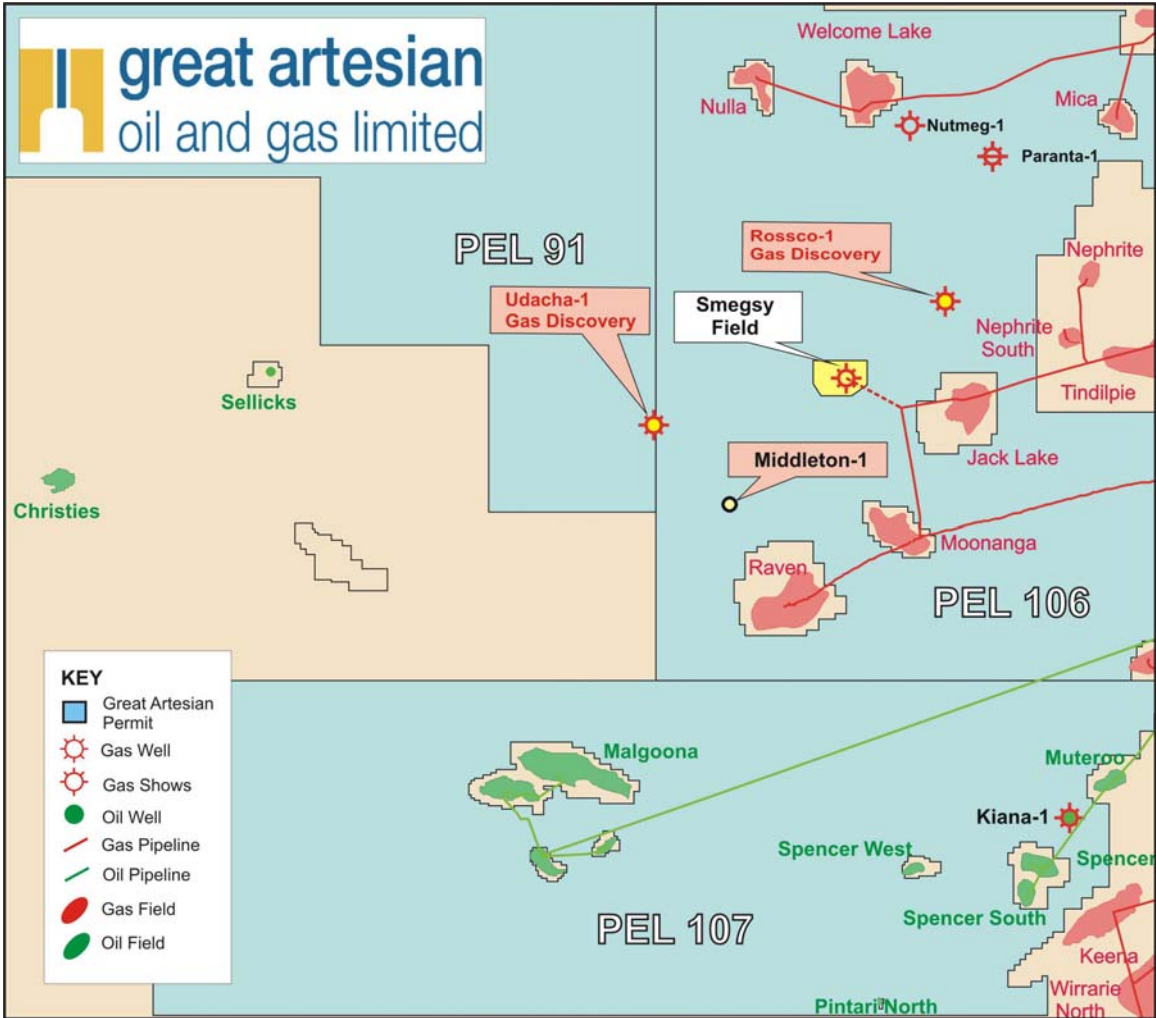 great artesian
oil and gas limited
Welcome Lake
Nulla
Mica
Nutmeg-1
Paranta-1
PEL 91
Rossco-1
Gas Discovery
Nephrite
Udacha-1
Gas Discovery
Smegsy
Field
Nephrite
South
Tindilpie
Sellicks
Jack Lake
Middleton-1
Christies
Moonanga
Raven
PEL 106
KEY
Great Artesian
Permit
Gas Well
Gas Shows
Oil Well
Gas Pipeline
Oil Pipeline
Gas Field
Oil Field
Malgoona
Muteroo
Kiana-1
Spencer West
Spencer
Spencer South
PEL 107
Keena
Wirrarie
North
Pintari North